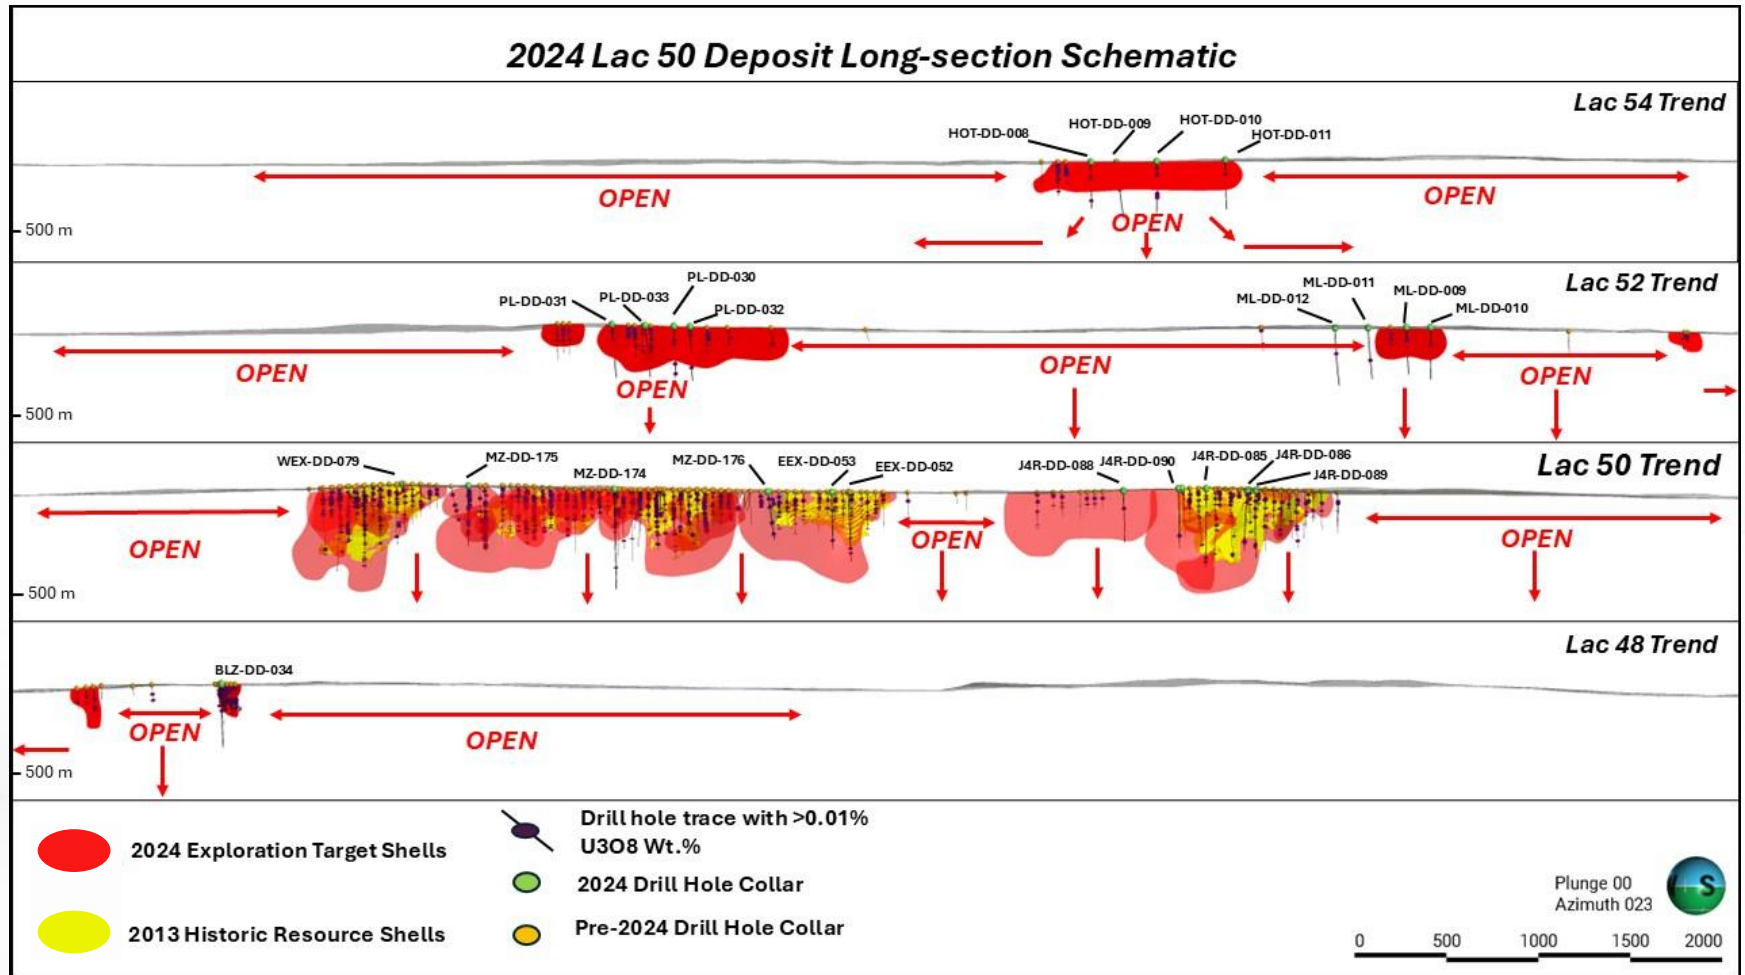 2024 Lac 50 Deposit Long-section Schematic
Lac 54 Trend
HOT-DD-008
HOT-DD-009
HOT-DD-010
HOT-DD-011
OPEN
OPEN
OPEN
500 m
Lac 52 Trend
PL-DD-031
PL-DD-033
PL-DD-030
PL-DD-032
ML-DD-012
ML-DD-011
ML-DD-009
ML-DD-010
OPEN
OPEN
OPEN
OPEN
500 m
Lac 50 Trend
WEX-DD-079
MZ-DD-175
MZ-DD-174
MZ-DD-176
EEX-DD-053
EEX-DD-052
J4R-DD-088
J4R-DD-090
J4R-DD-085
J4R-DD-086
J4R-DD-089
OPEN
OPEN
OPEN
500 m
Lac 48 Trend
BLZ-DD-034
OPEN
OPEN
500 m
2024 Exploration Target Shells
2013 Historic Resource Shells
Drill hole trace with >0.01%
U3O8 Wt.%
2024 Drill Hole Collar
Pre-2024 Drill Hole Collar
Plunge 00
Azimuth 023
S
0 500 1000 1500 2000